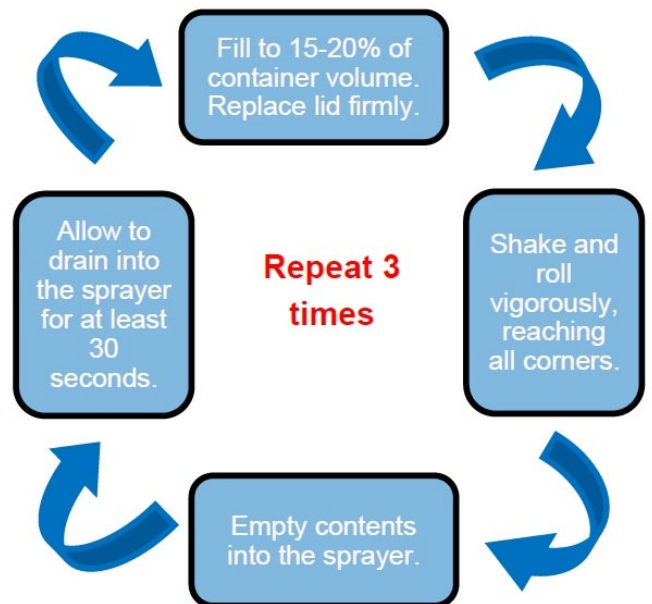 Fill to 15-20% of
container volume.
Replace lid firmly.
Shake and
roll
vigorously,
reaching
all corners.
Empty contents
into the sprayer.
Allow to
drain into
the sprayer
for at least
30
seconds.
Repeat 3
times